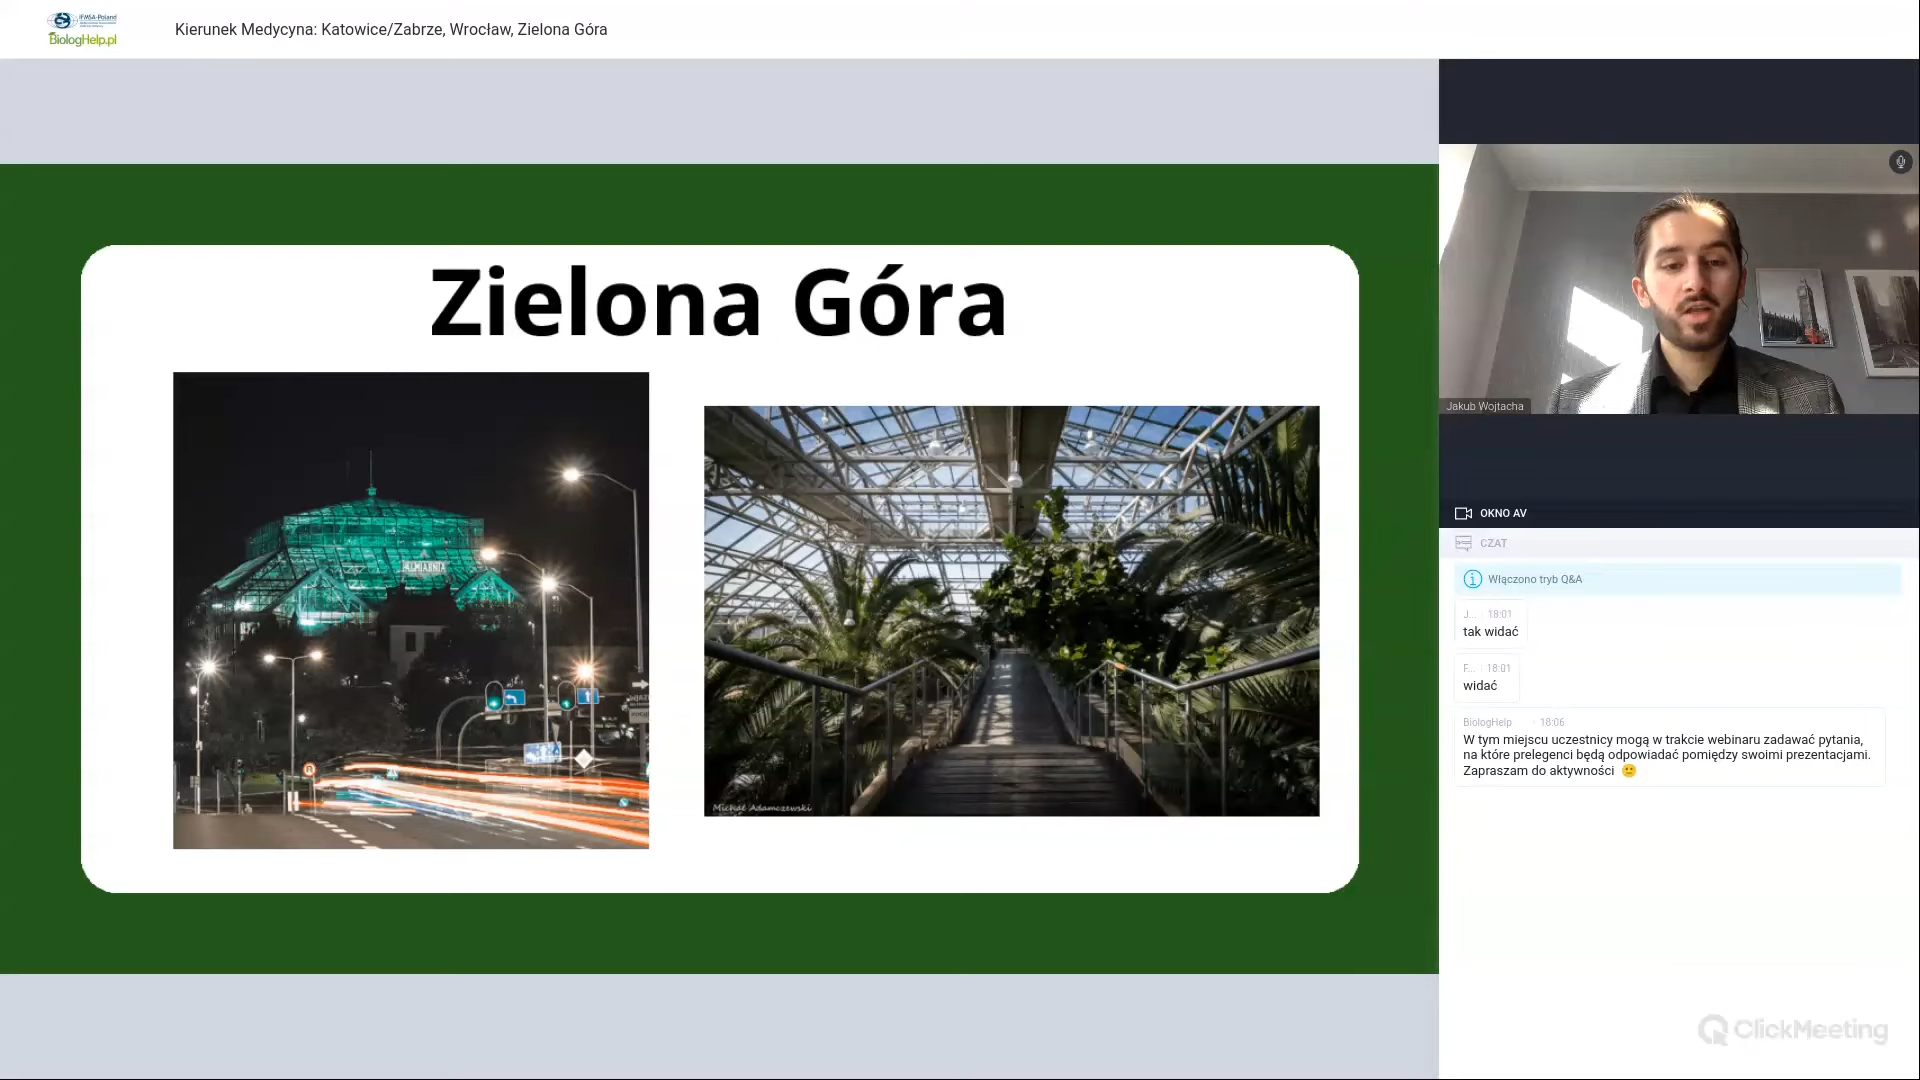 IFMSA-Poland
BiologHelp.pl
Kierunek Medycyna: Katowice/Zabrze, Wrocław, Zielona Góra
Zielona Góra
PALMIARNIA
Michał Adamczewski
Jakub Wojtacha
OKNO AV
CZAT
Włączono tryb Q&A
J... 18:01
tak widać
F... 18:01
widać
BiologHelp 18:06
W tym miejscu uczestnicy mogą w trakcie webinaru zadawać pytania,
na które prelegenci będą odpowiadać pomiędzy swoimi prezentacjami.
Zapraszam do aktywności 🙂
ClickMeeting